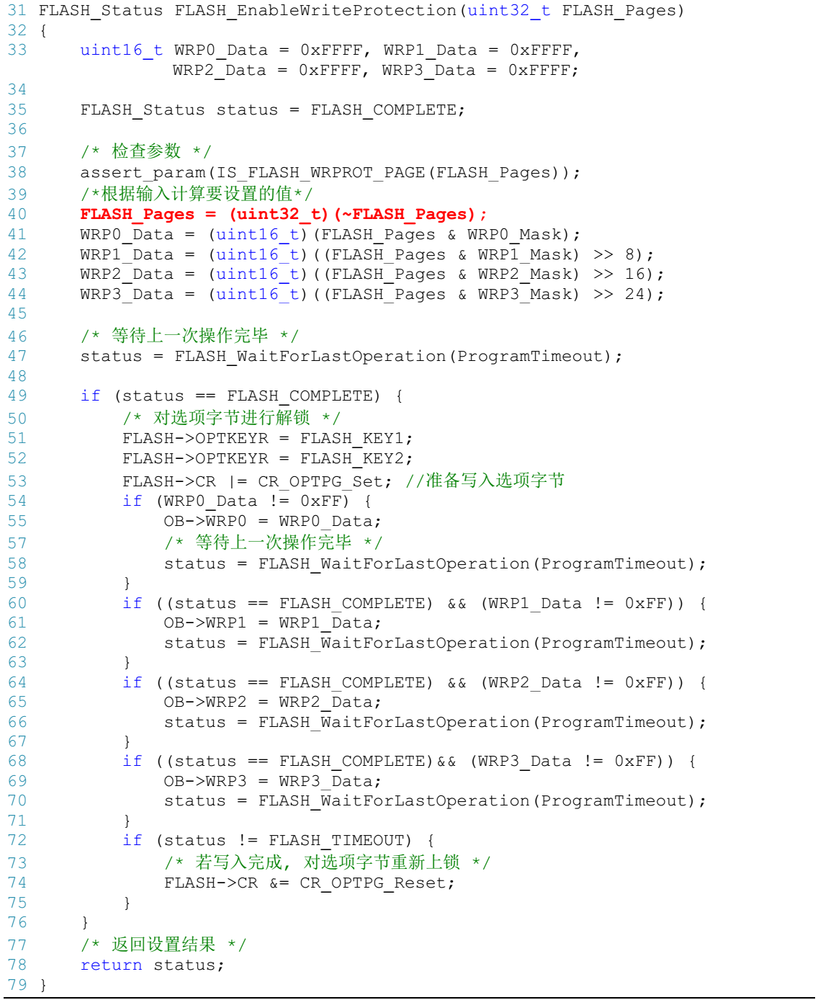 31 FLASH_Status FLASH_EnableWriteProtection(uint32_t FLASH_Pages)
32 {
33     uint16_t WRP0_Data = 0xFFFF, WRP1_Data = 0xFFFF,
              WRP2_Data = 0xFFFF, WRP3_Data = 0xFFFF;
34
35     FLASH_Status status = FLASH_COMPLETE;
36
37     /* 检查参数 */
38     assert_param(IS_FLASH_WRPROT_PAGE(FLASH_Pages));
39     /*根据输入计算要设置的值*/
40     FLASH_Pages = (uint32_t)(~FLASH_Pages);
41     WRP0_Data = (uint16_t)(FLASH_Pages & WRP0_Mask);
42     WRP1_Data = (uint16_t)((FLASH_Pages & WRP1_Mask) >> 8);
43     WRP2_Data = (uint16_t)((FLASH_Pages & WRP2_Mask) >> 16);
44     WRP3_Data = (uint16_t)((FLASH_Pages & WRP3_Mask) >> 24);
45
46     /* 等待上一次操作完毕 */
47     status = FLASH_WaitForLastOperation(ProgramTimeout);
48
49     if (status == FLASH_COMPLETE) {
50         /* 对选项字节进行解锁 */
51         FLASH->OPTKEYR = FLASH_KEY1;
52         FLASH->OPTKEYR = FLASH_KEY2;
53         FLASH->CR |= CR_OPTPG_Set; //准备写入选项字节
54         if (WRP0_Data != 0xFF) {
55             OB->WRP0 = WRP0_Data;
57             /* 等待上一次操作完毕 */
58             status = FLASH_WaitForLastOperation(ProgramTimeout);
59         }
60         if ((status == FLASH_COMPLETE) && (WRP1_Data != 0xFF)) {
61             OB->WRP1 = WRP1_Data;
62             status = FLASH_WaitForLastOperation(ProgramTimeout);
63         }
64         if ((status == FLASH_COMPLETE) && (WRP2_Data != 0xFF)) {
65             OB->WRP2 = WRP2_Data;
66             status = FLASH_WaitForLastOperation(ProgramTimeout);
67         }
68         if ((status == FLASH_COMPLETE)&& (WRP3_Data != 0xFF)) {
69             OB->WRP3 = WRP3_Data;
70             status = FLASH_WaitForLastOperation(ProgramTimeout);
71         }
72         if (status != FLASH_TIMEOUT) {
73             /* 若写入完成, 对选项字节重新上锁 */
74             FLASH->CR &= CR_OPTPG_Reset;
75         }
76     }
77     /* 返回设置结果 */
78     return status;
79 }